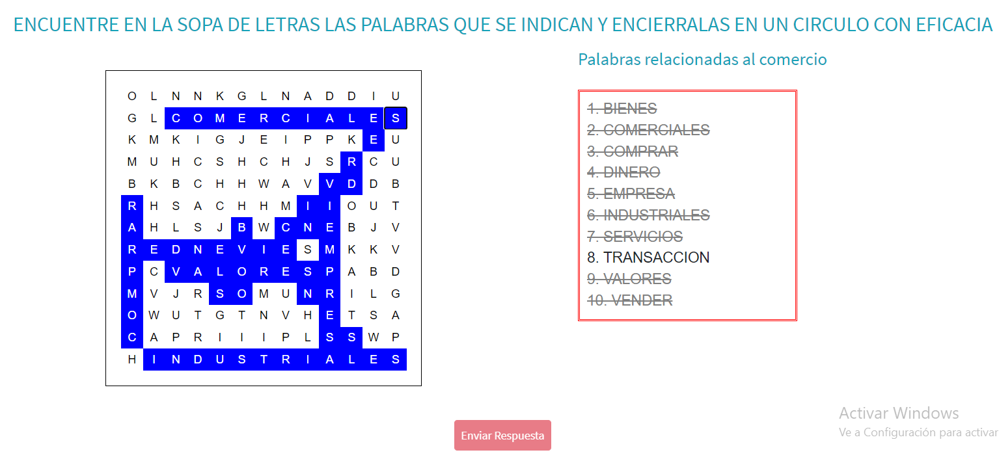 ENCUENTRE EN LA SOPA DE LETRAS LAS PALABRAS QUE SE INDICAN Y ENCIERRALAS EN UN CIRCULO CON EFICACIA
Palabras relacionadas al comercio
O L N N K G L N A D D I U
G L C O M E R C I A L E S
K M K I G J E I P P K E U
M U H C S H C H J S R C U
B K B C H H W A V V D D B
R H S A C H H M I I O U T
A H L S J B W C N E B J V
R E D N E V I E S M K K V
P C V A L O R E S P A B D
M V J R S O M U N R I L G
O W U T G T N V H E T S A
C A P R I I I P L S S W P
H I N D U S T R I A L E S
1. BIENES
2. COMERCIALES
3. COMPRAR
4. DINERO
5. EMPRESA
6. INDUSTRIALES
7. SERVICIOS
8. TRANSACCION
9. VALORES
10. VENDER
Enviar Respuesta
Activar Windows
Ve a Configuración para activar